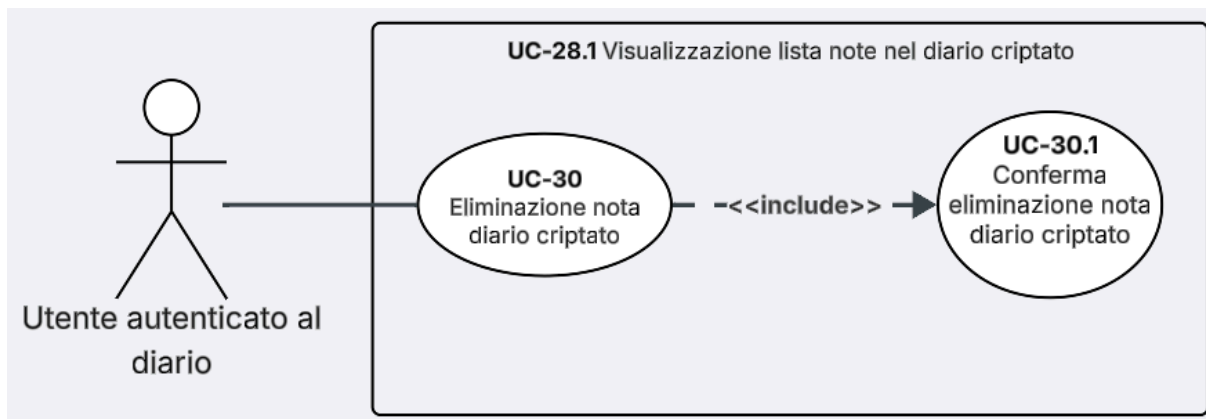 UC-28.1 Visualizzazione lista note nel diario criptato
UC-30
Eliminazione nota
diario criptato
<<include>>
UC-30.1
Conferma
eliminazione nota
diario criptato
Utente autenticato al
diario